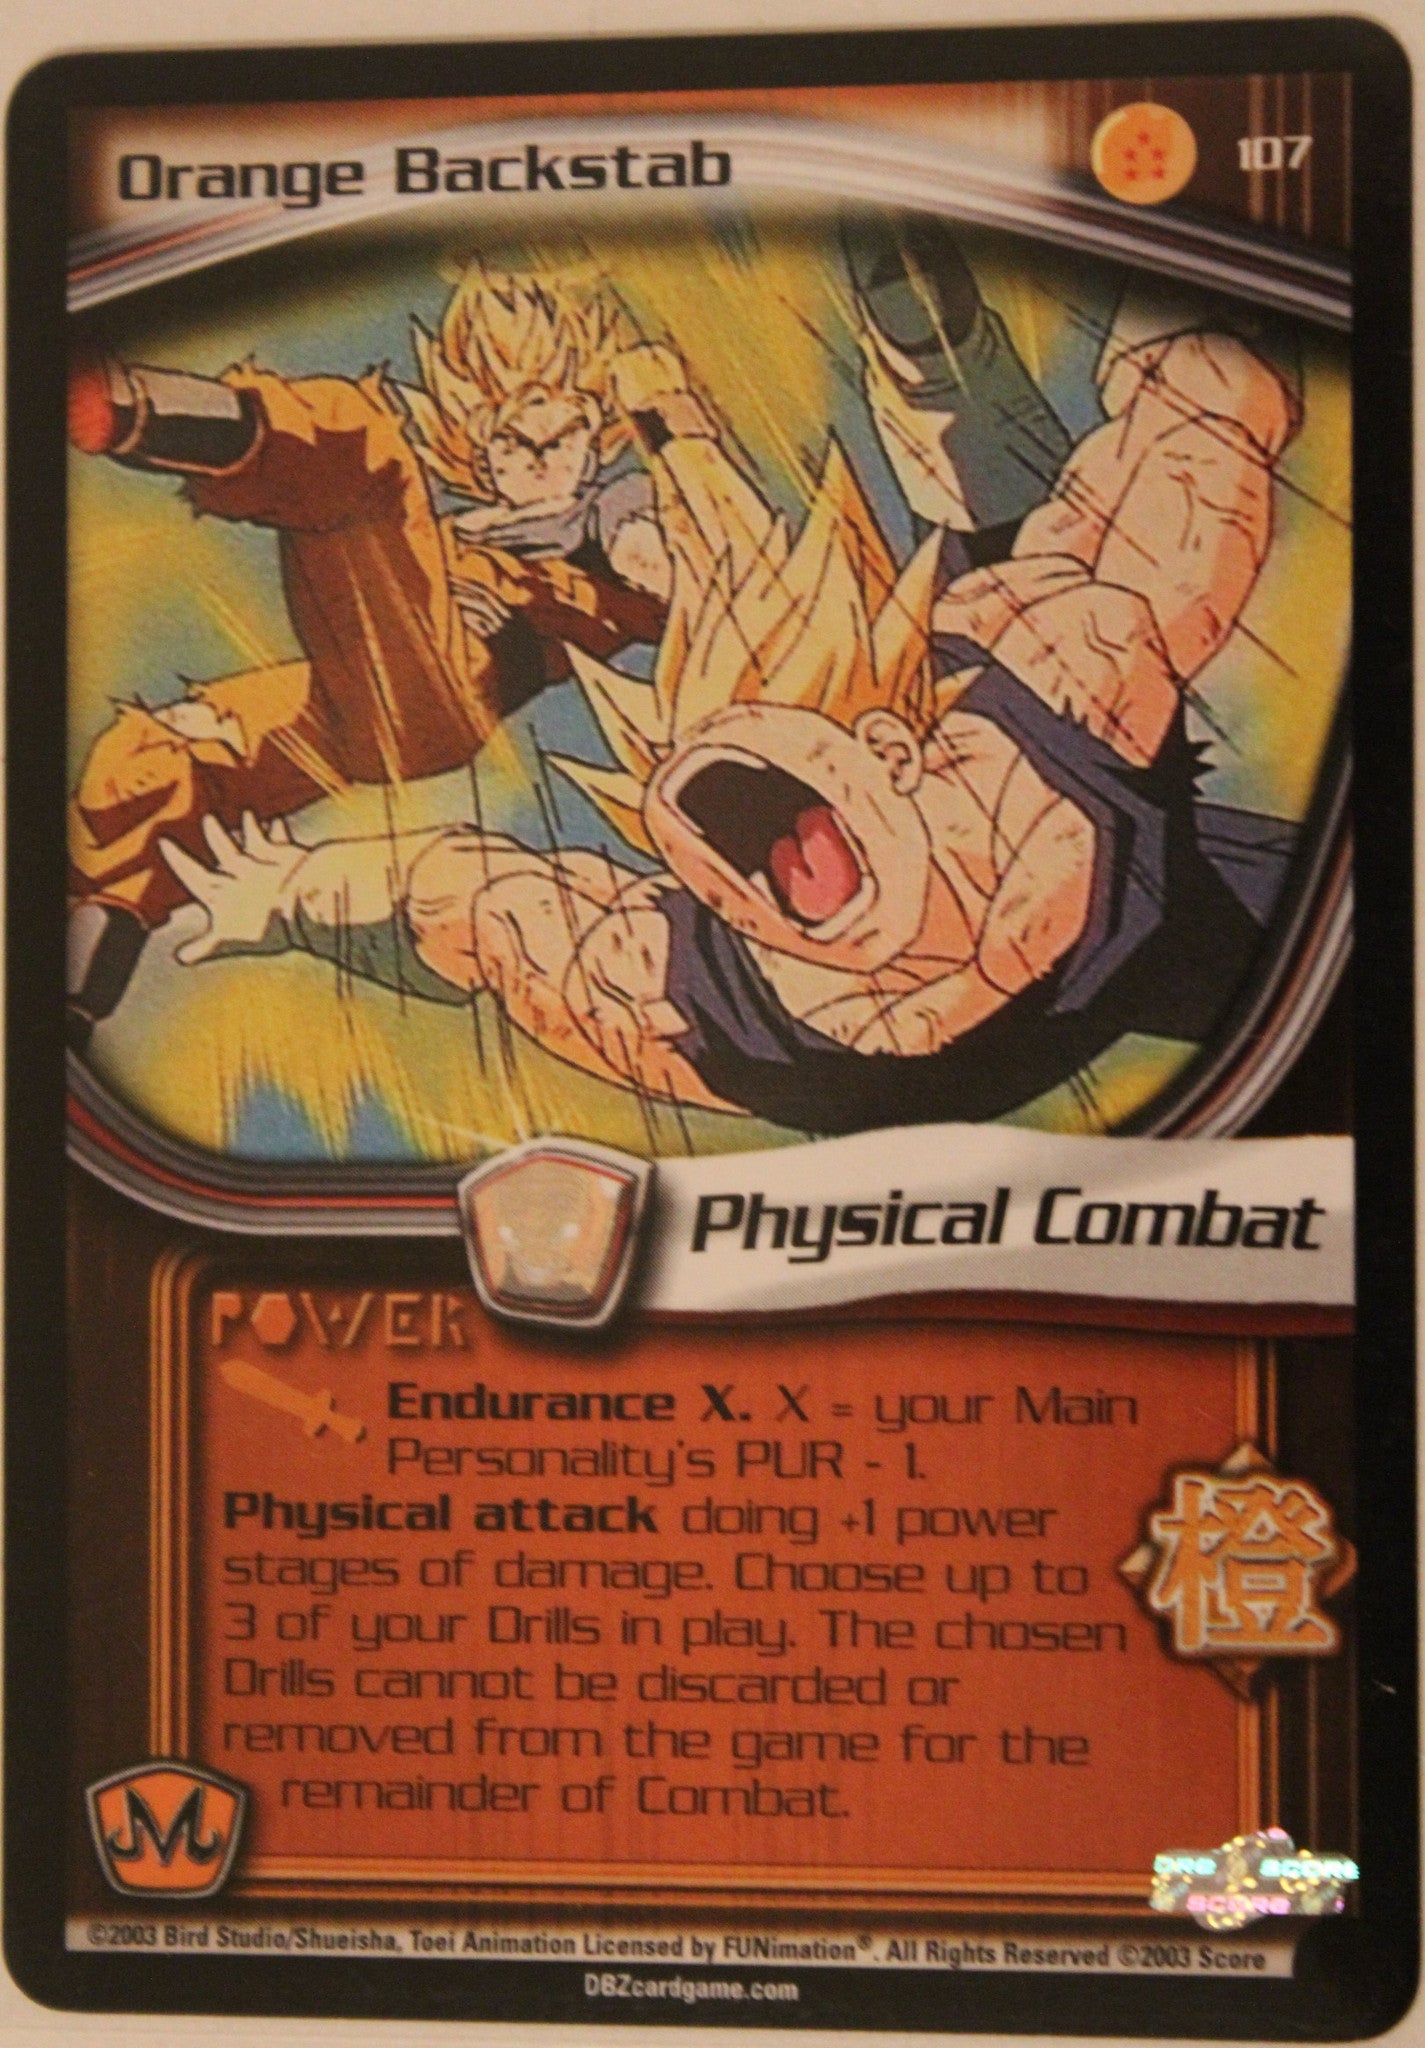 Orange Backstab
107
Physical Combat
POWER
Endurance X. X = your Main
Personality's PUR - 1.
Physical attack doing +1 power
stages of damage. Choose up to
3 of your Drills in play. The chosen
Drills cannot be discarded or
removed from the game for the
remainder of Combat.
橙
M
DBZ SCORE
SCORE
©2003 Bird Studio/Shueisha, Toei Animation Licensed by FUNimation®. All Rights Reserved ©2003 Score
DBZcardgame.com